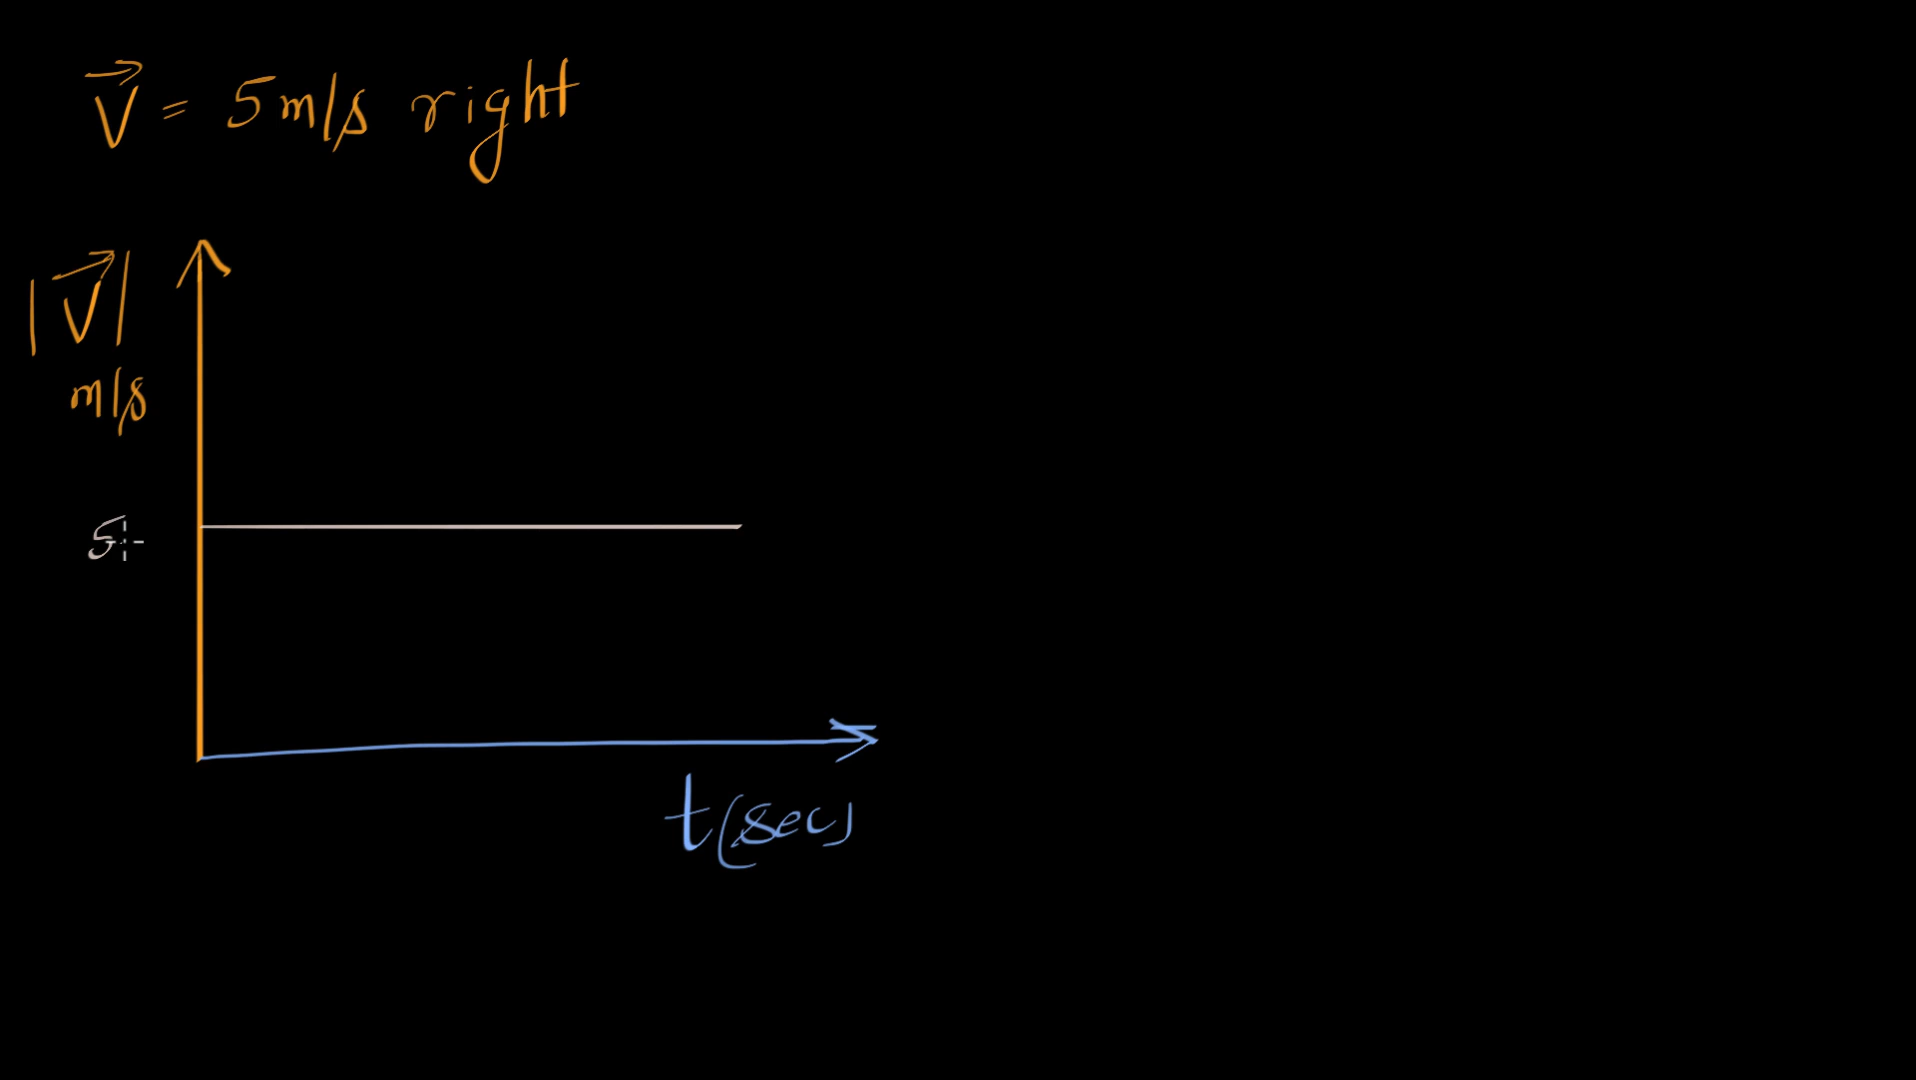 V⃗ = 5 m/s right
|V⃗|
m/s
5
t(sec)